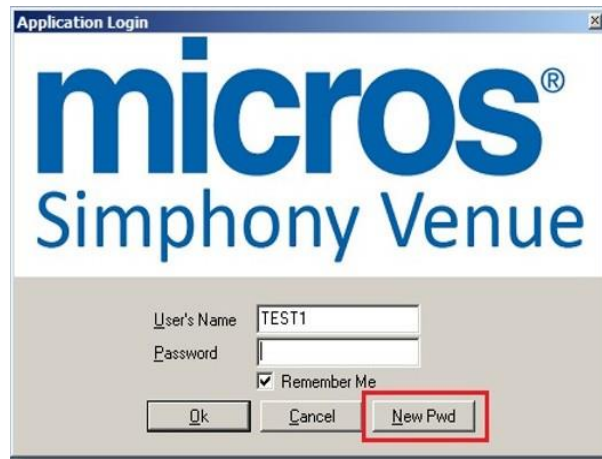 Application Login
micros®
Simphony Venue
User's Name TEST1
Password
Remember Me
Ok Cancel New Pwd